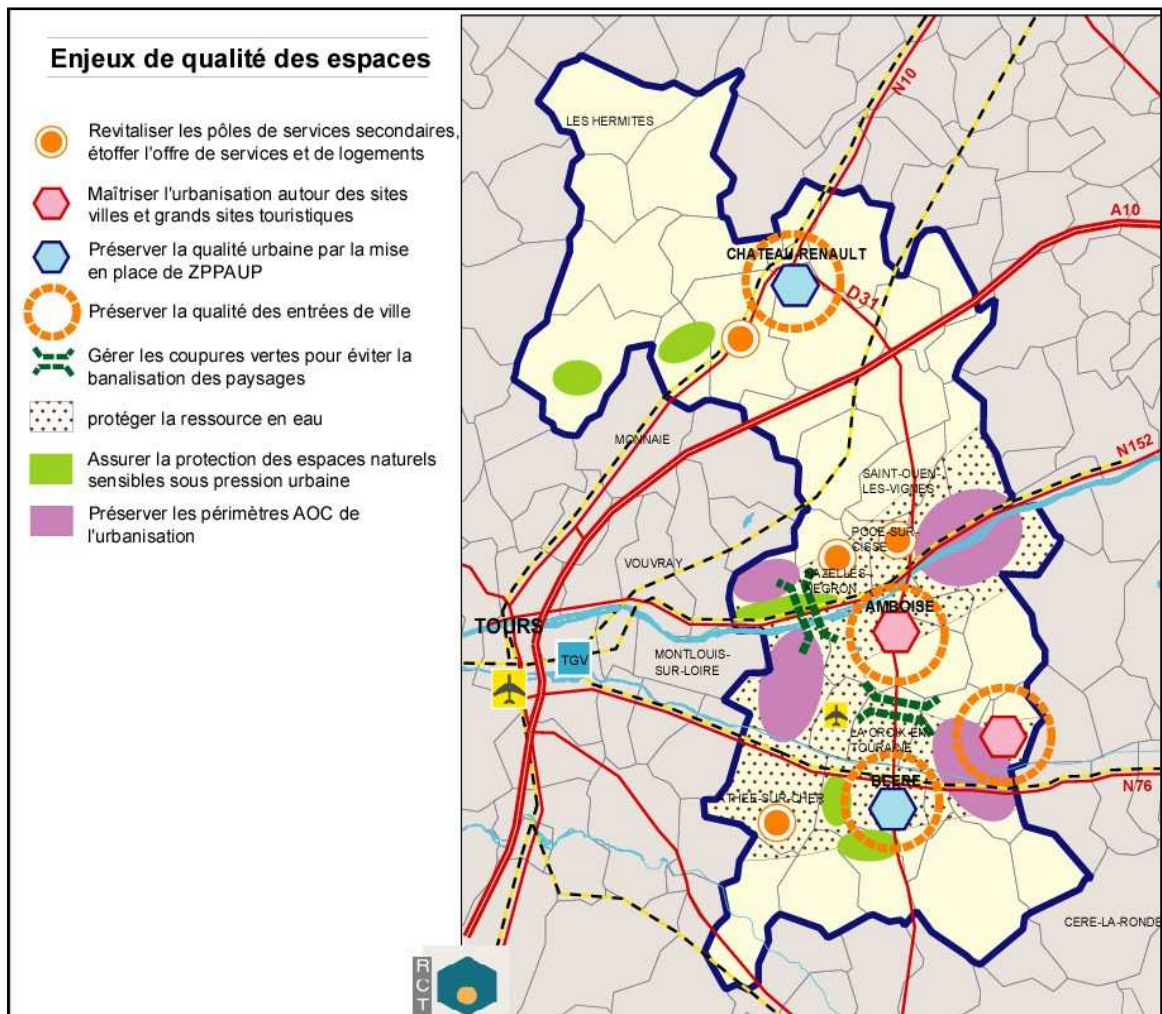 Enjeux de qualité des espaces
Revitaliser les pôles de services secondaires,
étoffer l'offre de services et de logements
Maîtriser l'urbanisation autour des sites
villes et grands sites touristiques
Préserver la qualité urbaine par la mise
en place de ZPPAUP
Préserver la qualité des entrées de ville
Gérer les coupures vertes pour éviter la
banalisation des paysages
protéger la ressource en eau
Assurer la protection des espaces naturels
sensibles sous pression urbaine
Préserver les périmètres AOC de
l'urbanisation
N10
LES HERMITES
A10
CHATEAU RENAULT
D31
MONNAIE
N152
SAINT-OUEN-
LES-VIGNES
POCE-SUR-
CISSE
VOUVRAY
NAZELLES-
NEGRON
AMBOISE
TOURS
TGV
MONTLOUIS-
SUR-LOIRE
LA CROIX EN
TOURAINE
BLERE
N76
ATHEE-SUR-CHER
CERE-LA-RONDE
RCT